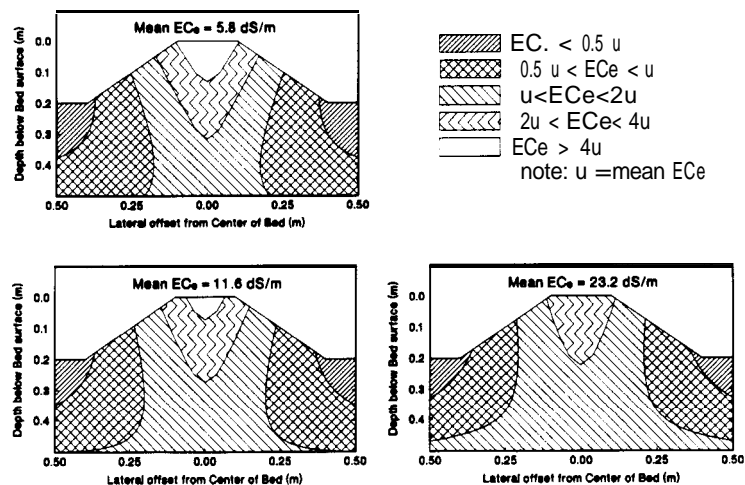 Mean ECe = 5.8 dS/m
Depth below Bed surface (m)
0.0
0.1
0.2
0.3
0.4
0.50 0.25 0.00 0.25 0.50
Lateral offset from Center of Bed (m)
EC. < 0.5 u
0.5 u < ECe < u
u<ECe<2u
2u < ECe< 4u
ECe > 4u
note: u =mean ECe
Mean ECe = 11.6 dS/m
Depth below Bed surface (m)
0.0
0.1
0.2
0.3
0.4
0.50 0.25 0.00 0.25 0.50
Lateral offset from Center of Bed (m)
Mean ECe = 23.2 dS/m
Depth below Bed surface (m)
0.0
0.1
0.2
0.3
0.4
0.50 0.25 0.00 0.25 0.50
Lateral offset from Center of Bed (m)